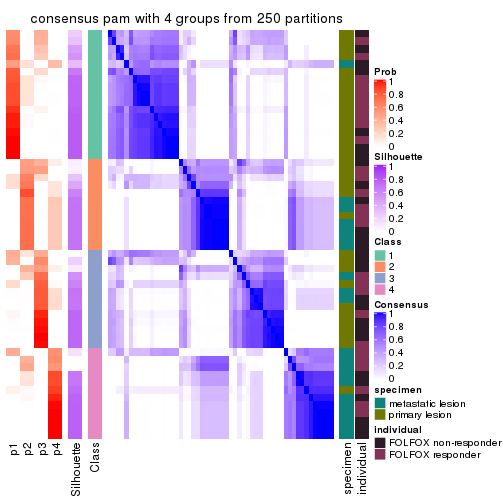 consensus pam with 4 groups from 250 partitions
Prob
1
0.8
0.6
0.4
0.2
0
Silhouette
1
0.8
0.6
0.4
0.2
0
Class
1
2
3
4
Consensus
1
0.8
0.6
0.4
0.2
0
specimen
metastatic lesion
primary lesion
individual
FOLFOX non-responder
FOLFOX responder
p1
p2
p3
p4
Silhouette
Class
specimen
individual